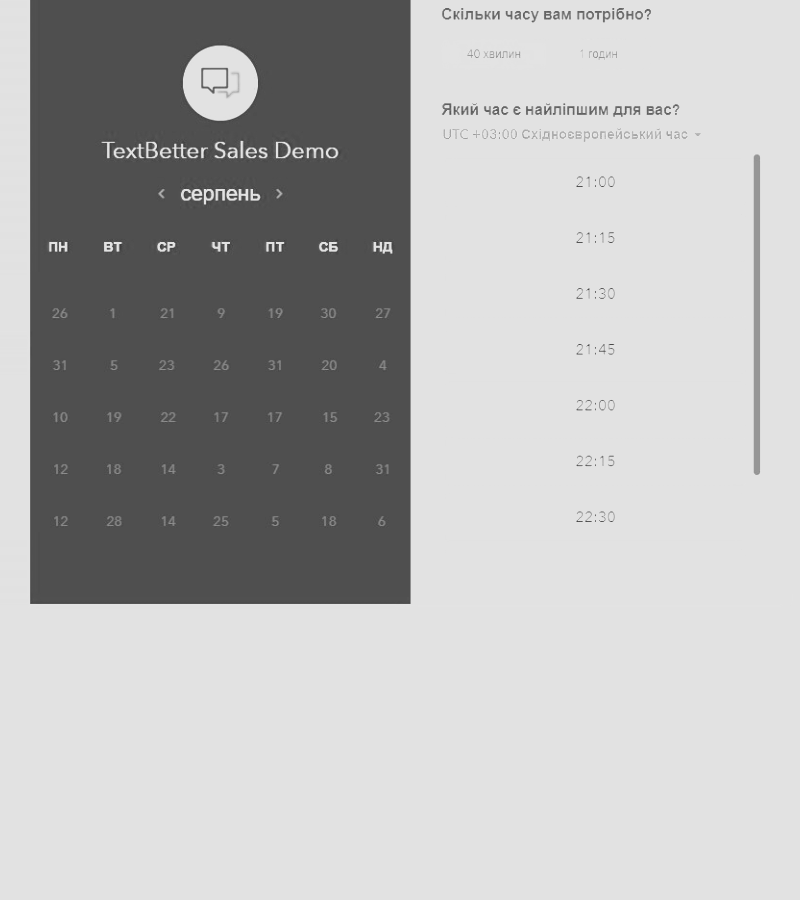 TextBetter Sales Demo
‹ серпень ›
ПН ВТ СР ЧТ ПТ СБ НД
26 1 21 9 19 30 27
31 5 23 26 31 20 4
10 19 22 17 17 15 23
12 18 14 3 7 8 31
12 28 14 25 5 18 6
Скільки часу вам потрібно?
40 хвилин 1 годин
Який час є найліпшим для вас?
UTC +03:00 Східноєвропейський час
21:00
21:15
21:30
21:45
22:00
22:15
22:30